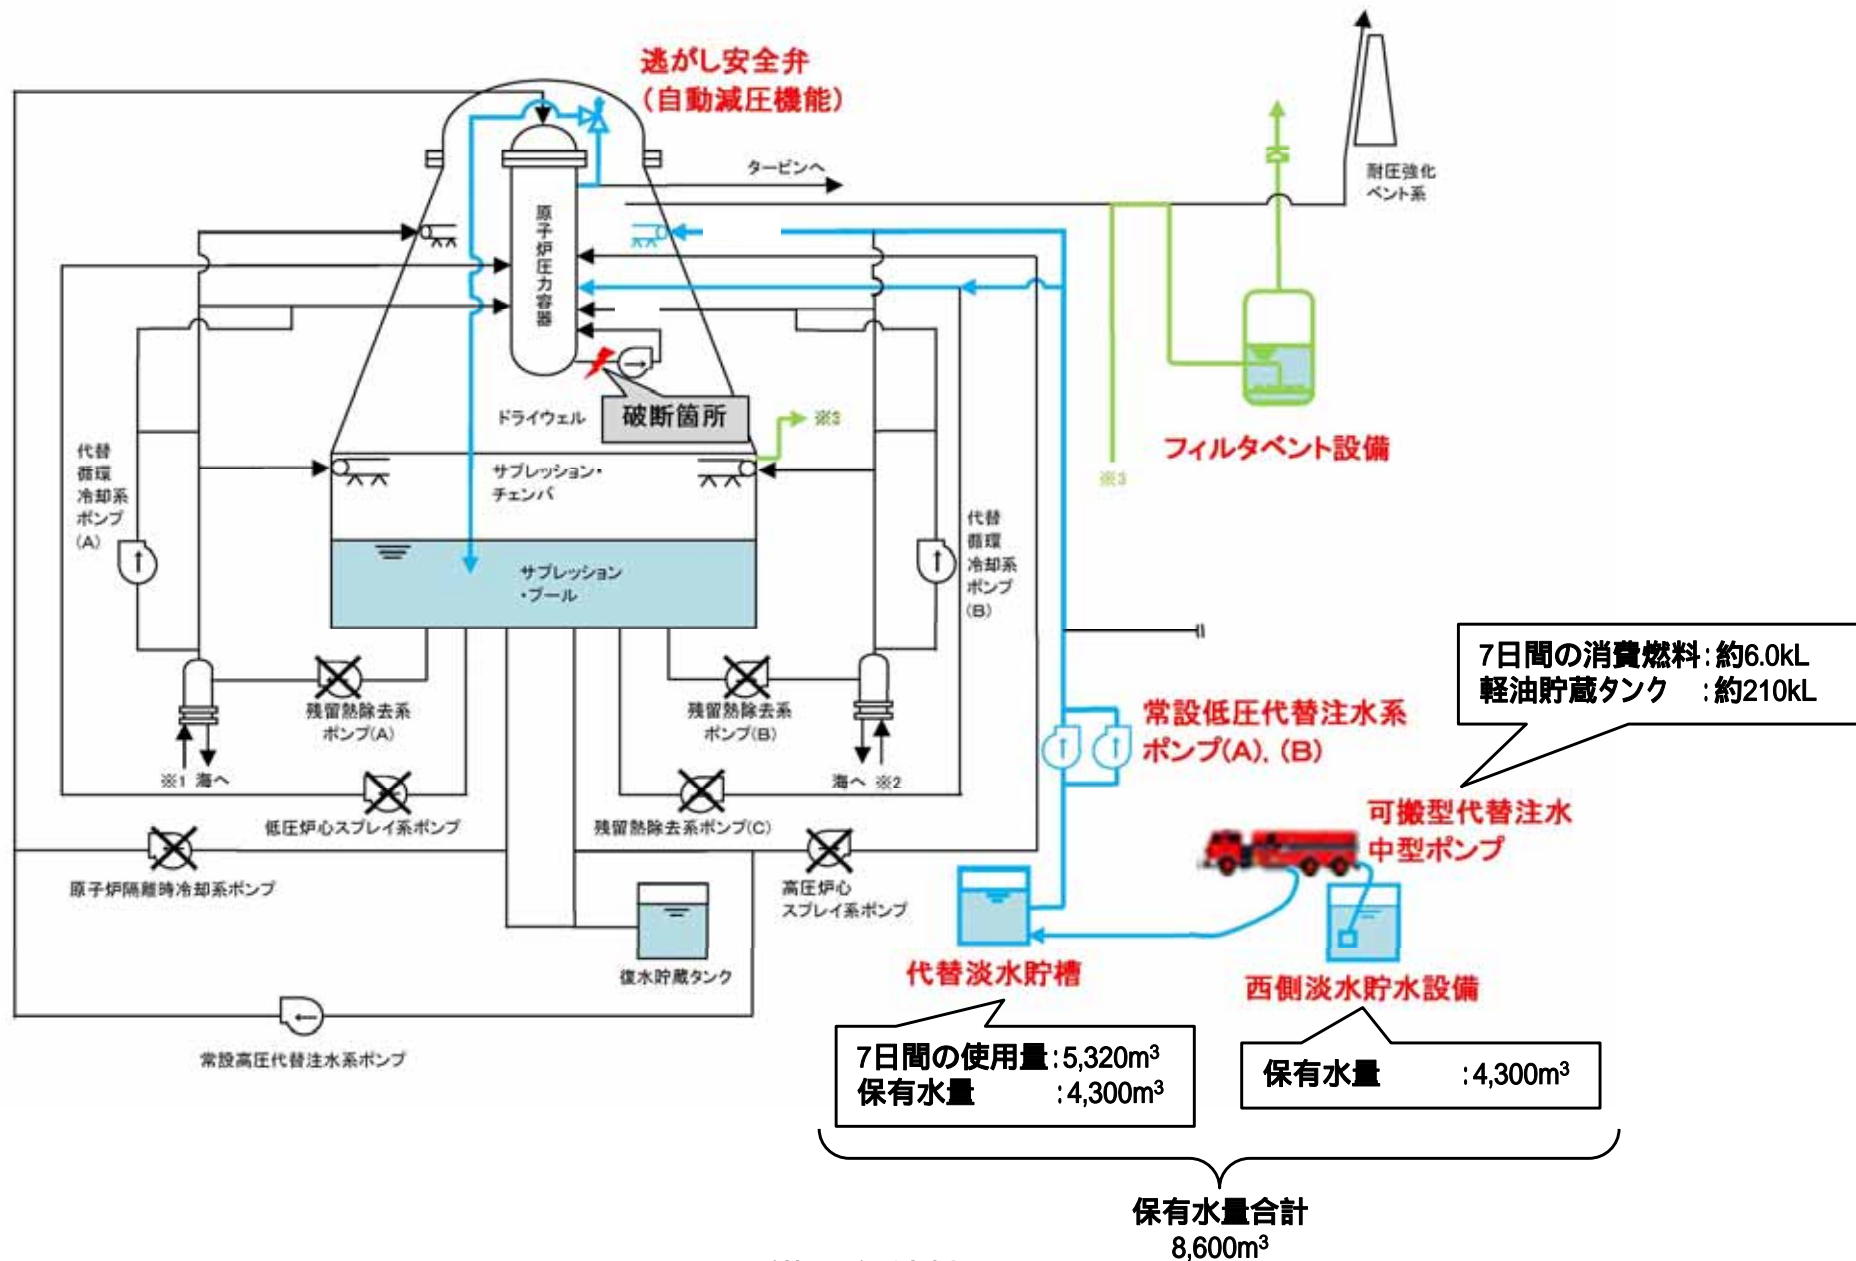 逃がし安全弁
（自動減圧機能）
タービンへ
耐圧強化
ベント系
原子炉圧力容器
ドライウェル
破断箇所
※3
フィルタベント設備
※3
サプレッション・
チェンバ
代替
循環
冷却系
ポンプ
(A)
代替
循環
冷却系
ポンプ
(B)
サプレッション
・プール
7日間の消費燃料：約6.0kL
軽油貯蔵タンク ：約210kL
残留熱除去系
ポンプ(A)
残留熱除去系
ポンプ(B)
常設低圧代替注水系
ポンプ(A)，(B)
※1 海へ
海へ ※2
低圧炉心スプレイ系ポンプ
残留熱除去系ポンプ(C)
可搬型代替注水
中型ポンプ
原子炉隔離時冷却系ポンプ
高圧炉心
スプレイ系ポンプ
復水貯蔵タンク
代替淡水貯槽
西側淡水貯水設備
常設高圧代替注水系ポンプ
7日間の使用量：5,320m³
保有水量 ：4,300m³
保有水量 ：4,300m³
保有水量合計
8,600m³